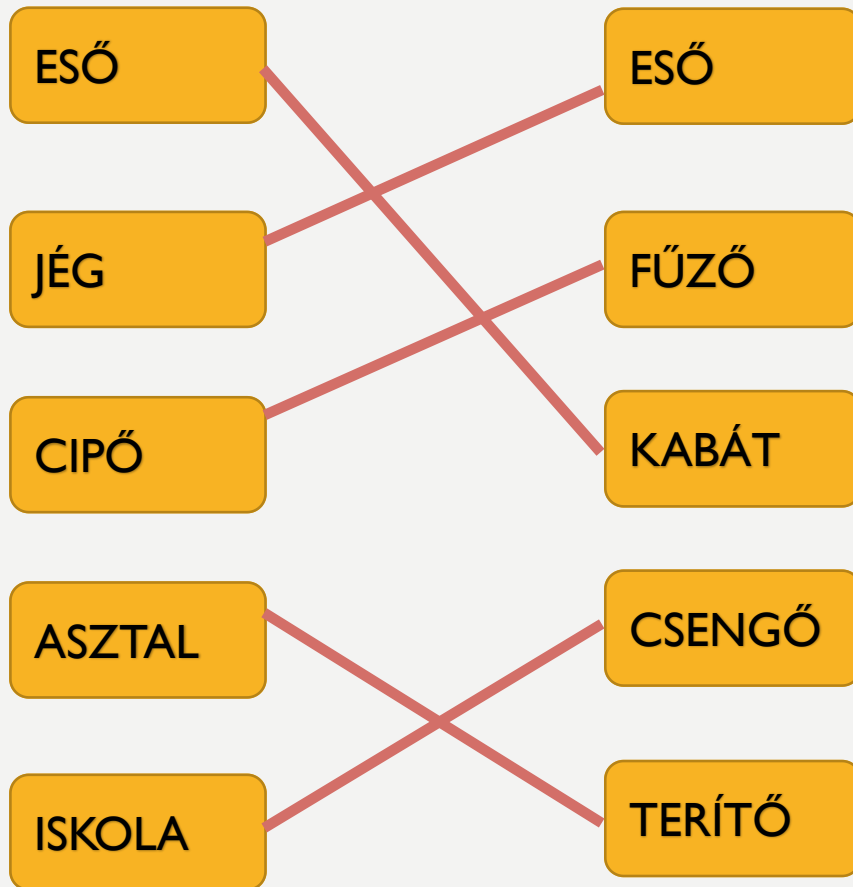 ESŐ
ESŐ
JÉG
FŰZŐ
CIPŐ
KABÁT
ASZTAL
CSENGŐ
ISKOLA
TERÍTŐ